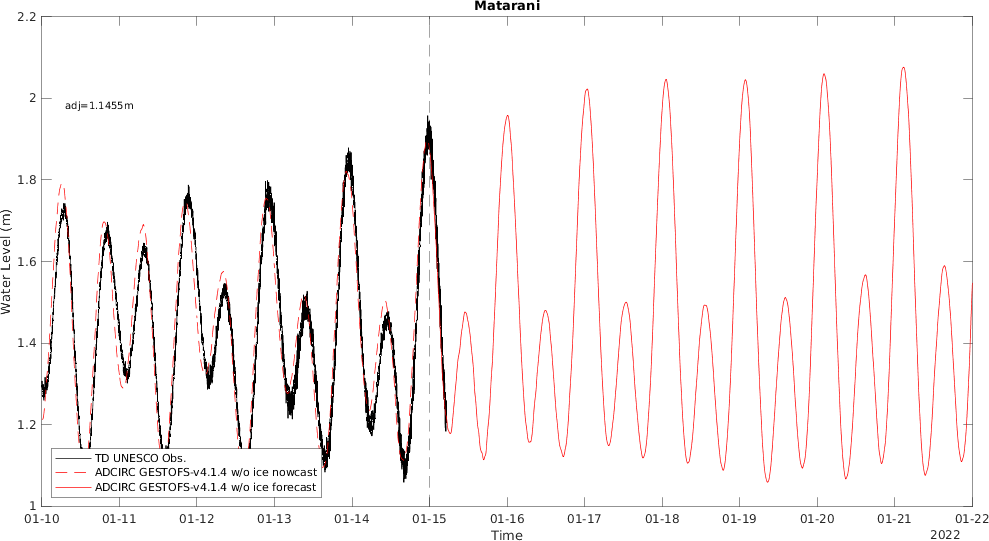 Matarani
2.2
2
1.8
1.6
1.4
1.2
1
Water Level (m)
adj=1.1455m
TD UNESCO Obs.
ADCIRC GESTOFS-v4.1.4 w/o ice nowcast
ADCIRC GESTOFS-v4.1.4 w/o ice forecast
01-10 01-11 01-12 01-13 01-14 01-15 01-16 01-17 01-18 01-19 01-20 01-21 01-22
Time
2022